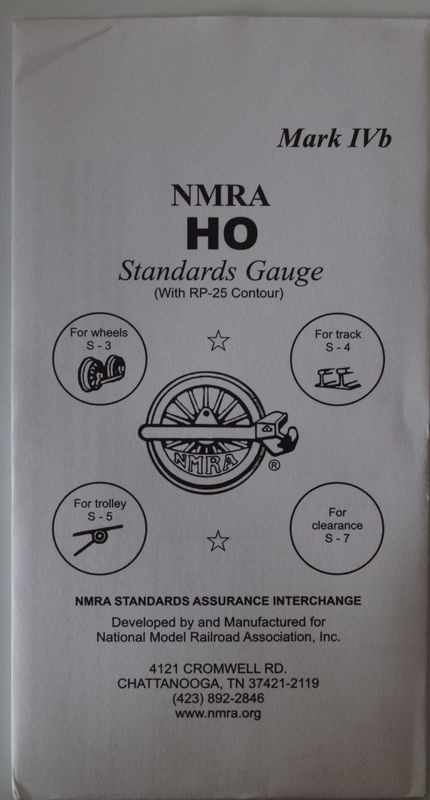 Mark IVb
NMRA
HO
Standards Gauge
(With RP-25 Contour)
For wheels
S - 3
For track
S - 4
NMRA
®
For trolley
S - 5
For
clearance
S - 7
NMRA STANDARDS ASSURANCE INTERCHANGE
Developed by and Manufactured for
National Model Railroad Association, Inc.
4121 CROMWELL RD.
CHATTANOOGA, TN 37421-2119
(423) 892-2846
www.nmra.org